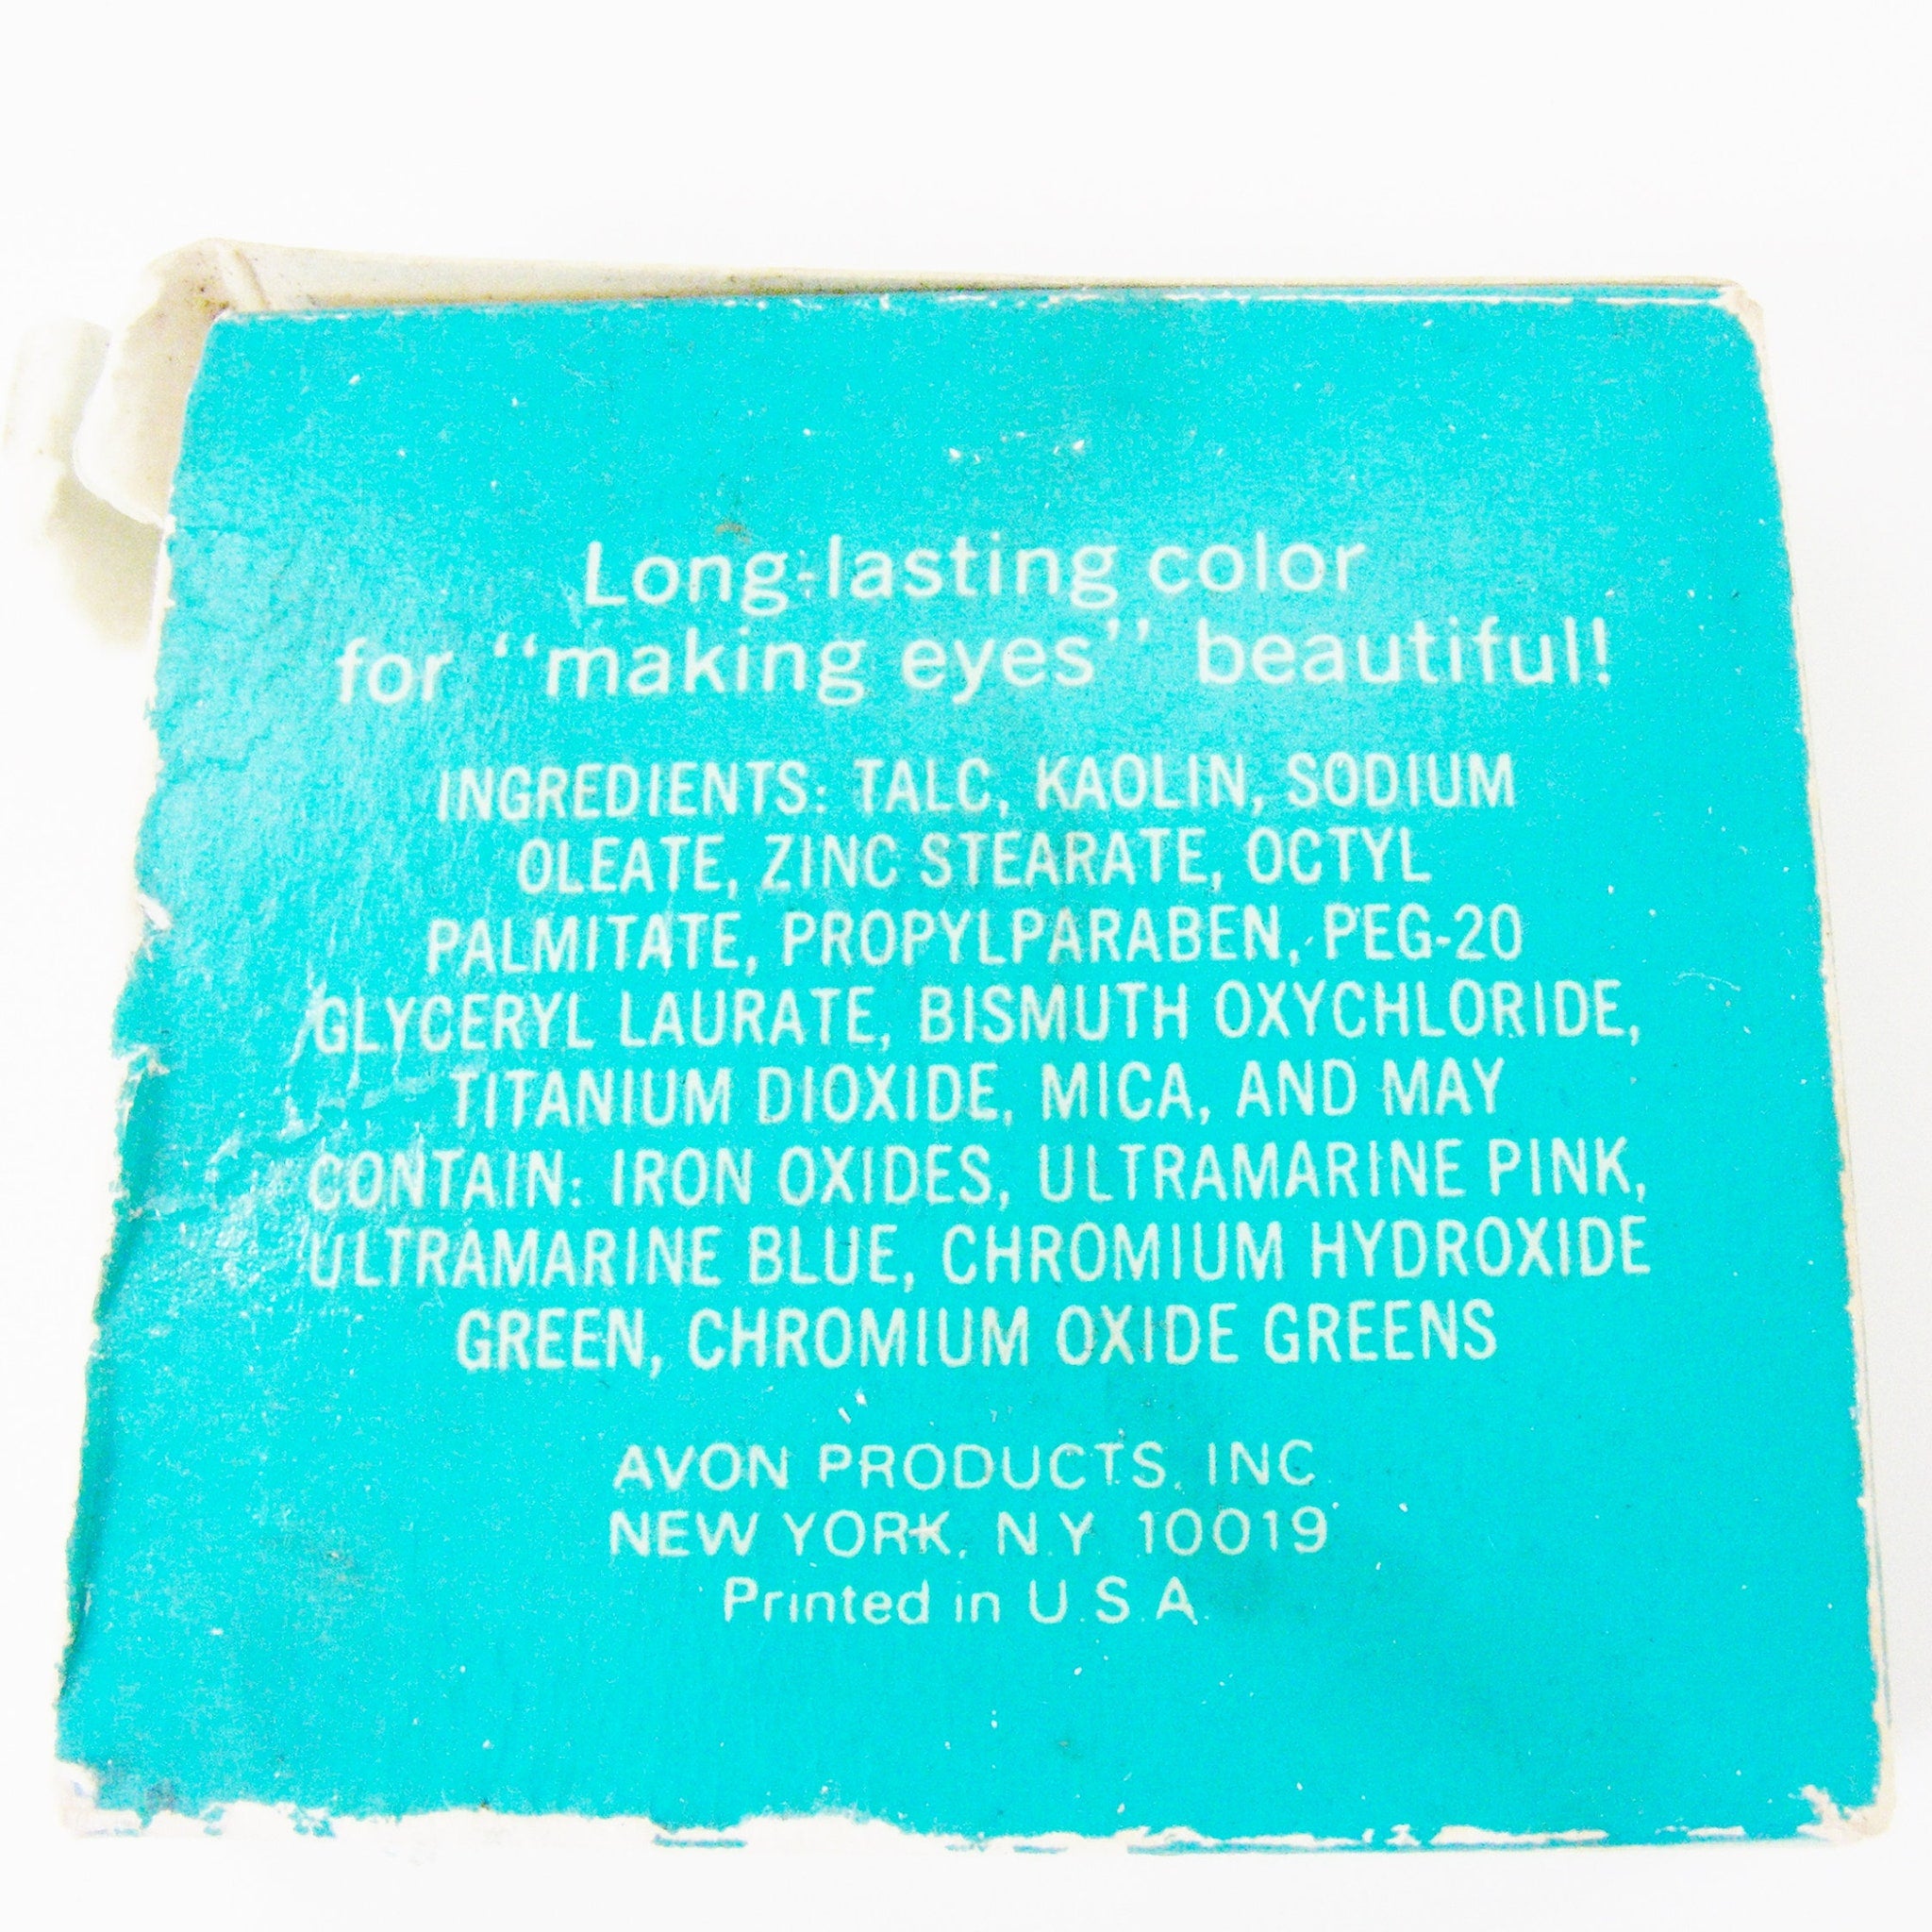 Long-lasting color
for “making eyes” beautiful!
INGREDIENTS: TALC, KAOLIN, SODIUM
OLEATE, ZINC STEARATE, OCTYL
PALMITATE, PROPYLPARABEN, PEG-20
GLYCERYL LAURATE, BISMUTH OXYCHLORIDE,
TITANIUM DIOXIDE, MICA, AND MAY
CONTAIN: IRON OXIDES, ULTRAMARINE PINK,
ULTRAMARINE BLUE, CHROMIUM HYDROXIDE
GREEN, CHROMIUM OXIDE GREENS
AVON PRODUCTS, INC.
NEW YORK, N.Y. 10019
Printed in U.S.A.